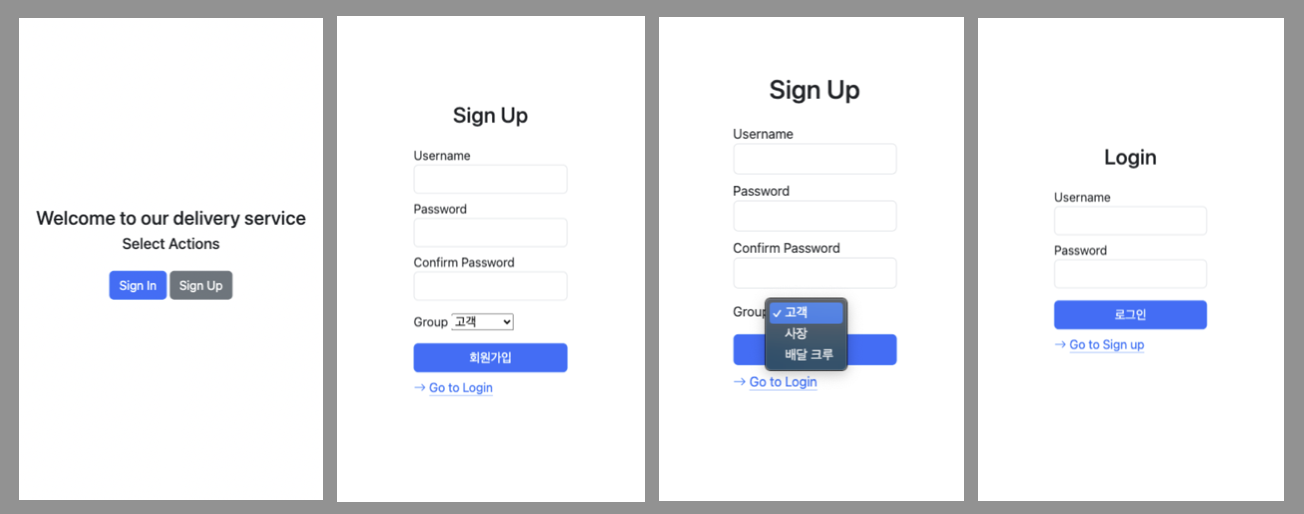 Welcome to our delivery service
Select Actions
Sign In Sign Up
Sign Up
Username
Password
Confirm Password
Group 고객
회원가입
→ Go to Login
Sign Up
Username
Password
Confirm Password
Group ✓ 고객
사장
배달 크루
→ Go to Login
Login
Username
Password
로그인
→ Go to Sign up